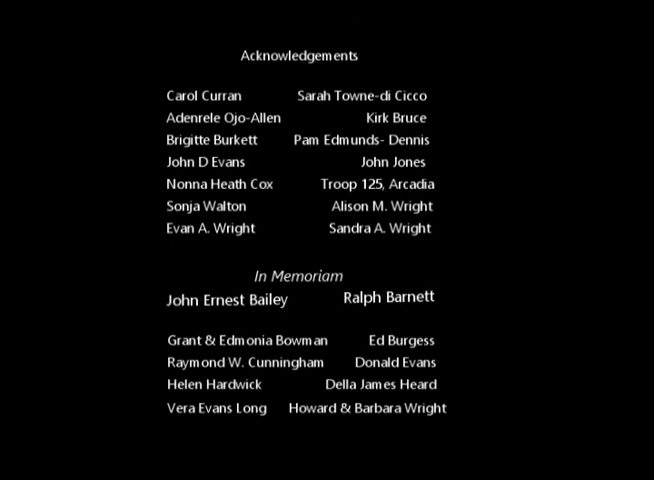 Acknowledgements
Carol Curran Sarah Towne-di Cicco
Adenrele Ojo-Allen Kirk Bruce
Brigitte Burkett Pam Edmunds- Dennis
John D Evans John Jones
Nonna Heath Cox Troop 125, Arcadia
Sonja Walton Alison M. Wright
Evan A. Wright Sandra A. Wright
In Memoriam
John Ernest Bailey Ralph Barnett
Grant & Edmonia Bowman Ed Burgess
Raymond W. Cunningham Donald Evans
Helen Hardwick Della James Heard
Vera Evans Long Howard & Barbara Wright